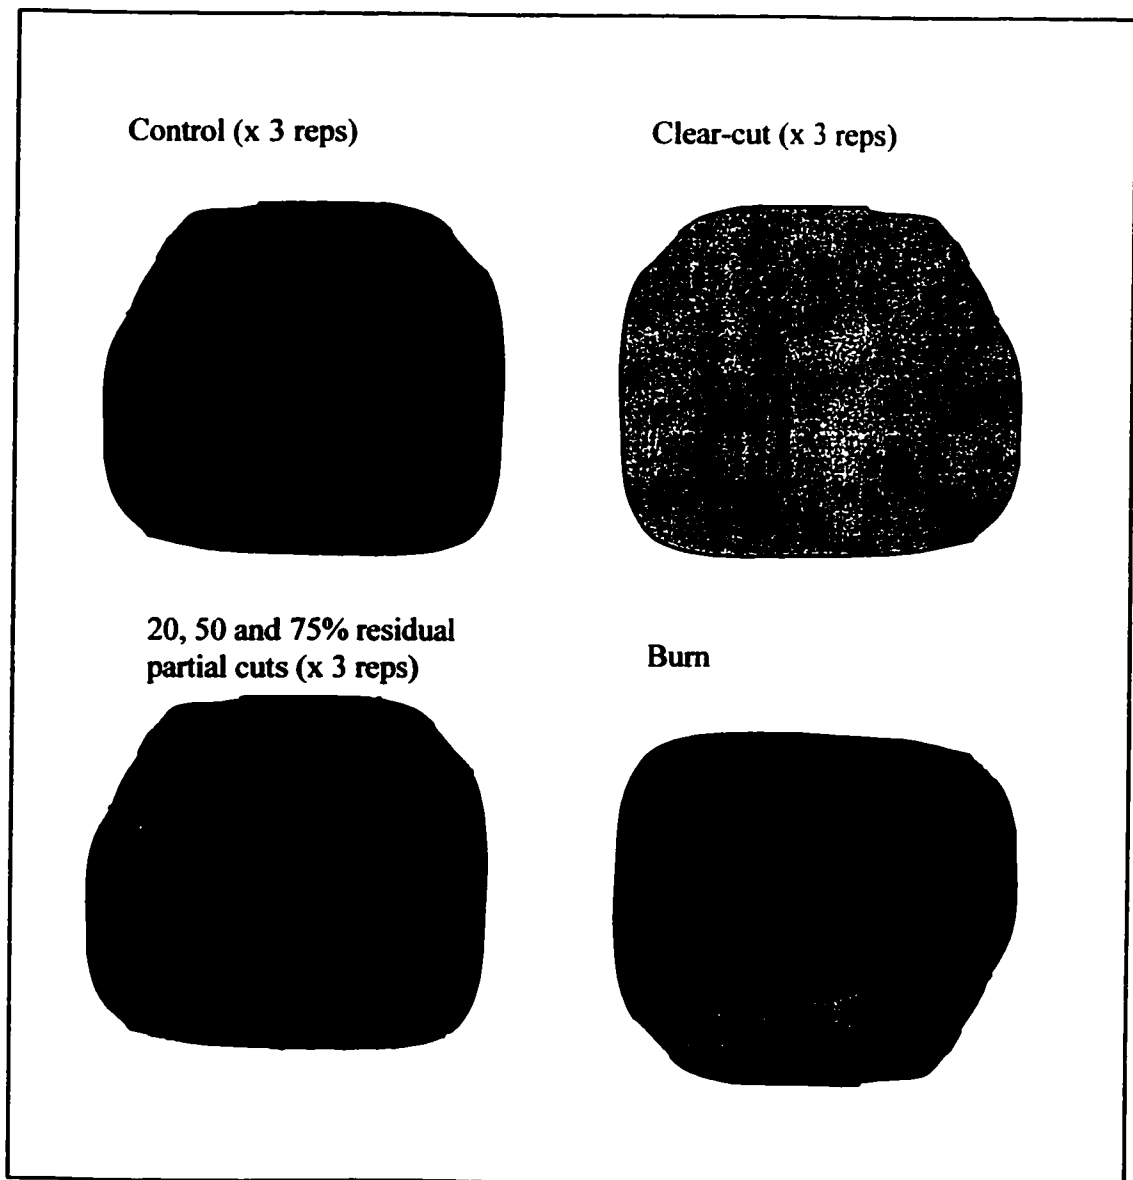 Control (x 3 reps)
Clear-cut (x 3 reps)
20, 50 and 75% residual
partial cuts (x 3 reps)
Burn